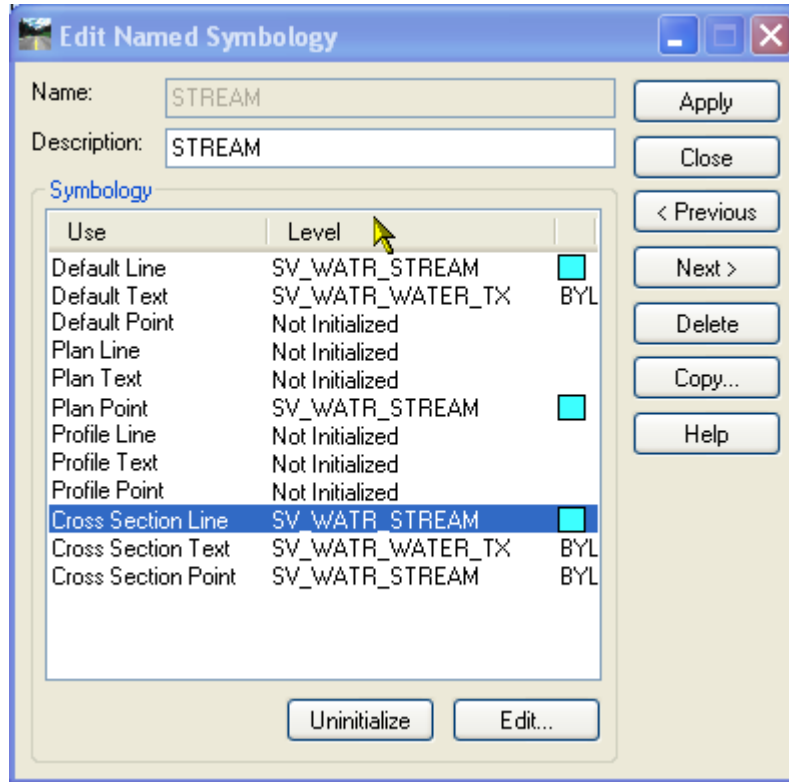 Edit Named Symbology
Name: STREAM
Apply
Description: STREAM
Close
Symbology
< Previous
Use Level
Default Line SV_WATR_STREAM
Next >
Default Text SV_WATR_WATER_TX BYL
Default Point Not Initialized
Delete
Plan Line Not Initialized
Plan Text Not Initialized
Copy...
Plan Point SV_WATR_STREAM
Profile Line Not Initialized
Help
Profile Text Not Initialized
Profile Point Not Initialized
Cross Section Line SV_WATR_STREAM
Cross Section Text SV_WATR_WATER_TX BYL
Cross Section Point SV_WATR_STREAM BYL
Uninitialize Edit...